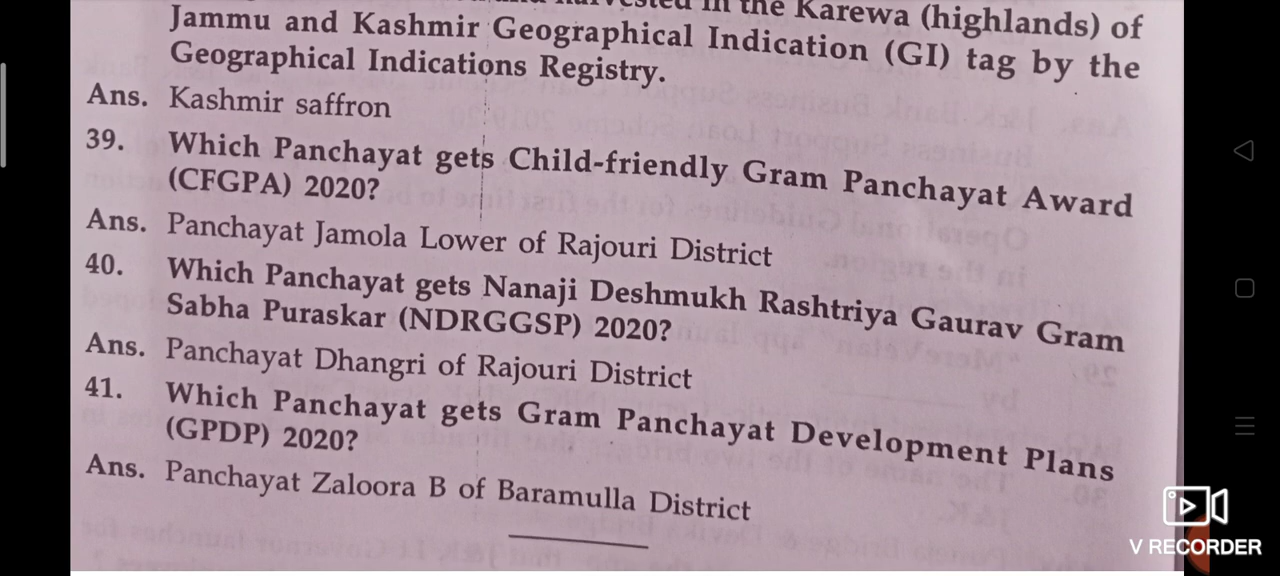 in the Karewa (highlands) of
Jammu and Kashmir Geographical Indication (GI) tag by the
Geographical Indications Registry.
Ans. Kashmir saffron
39. Which Panchayat gets Child-friendly Gram Panchayat Award
(CFGPA) 2020?
Ans. Panchayat Jamola Lower of Rajouri District
40. Which Panchayat gets Nanaji Deshmukh Rashtriya Gaurav Gram
Sabha Puraskar (NDRGGSP) 2020?
Ans. Panchayat Dhangri of Rajouri District
41. Which Panchayat gets Gram Panchayat Development Plans
(GPDP) 2020?
Ans. Panchayat Zaloora B of Baramulla District
V RECORDER